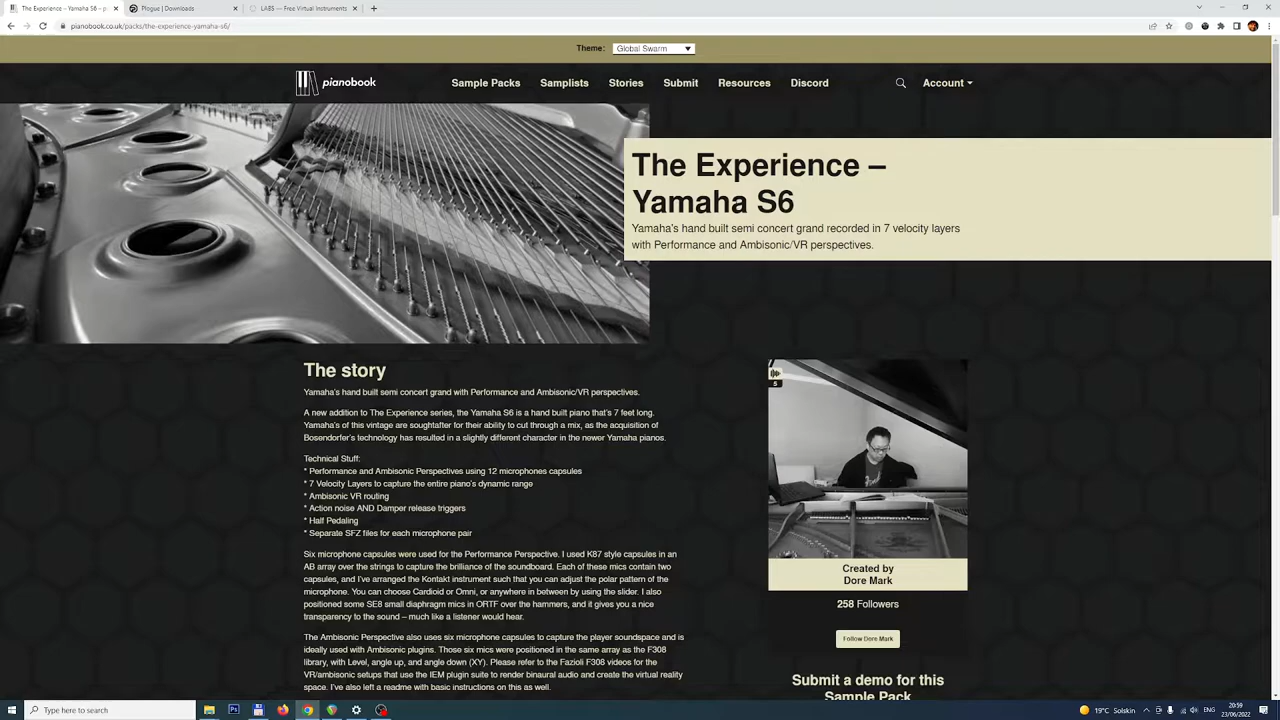 The Experience – Yamaha S6 – p
Plogue | Downloads
LABS — Free Virtual Instruments
pianobook.co.uk/packs/the-experience-yamaha-s6/
Theme: Global Swarm
pianobook
Sample Packs Samplists Stories Submit Resources Discord Account
The Experience –
Yamaha S6
Yamaha's hand built semi concert grand recorded in 7 velocity layers
with Performance and Ambisonic/VR perspectives.
The story
Yamaha's hand built semi concert grand with Performance and Ambisonic/VR perspectives.
A new addition to The Experience series, the Yamaha S6 is a hand built piano that's 7 feet long.
Yamaha's of this vintage are soughtafter for their ability to cut through a mix, as the acquisition of
Bosendorfer's technology has resulted in a slightly different character in the newer Yamaha pianos.
Technical Stuff:
* Performance and Ambisonic Perspectives using 12 microphones capsules
* 7 Velocity Layers to capture the entire piano's dynamic range
* Ambisonic VR routing
* Action noise AND Damper release triggers
* Half Pedaling
* Separate SFZ files for each microphone pair
Six microphone capsules were used for the Performance Perspective. I used K87 style capsules in an
AB array over the strings to capture the brilliance of the soundboard. Each of these mics contain two
capsules, and I've arranged the Kontakt instrument such that you can adjust the polar pattern of the
microphone. You can choose Cardioid or Omni, or anywhere in between by using the slider. I also
positioned some SE8 small diaphragm mics in ORTF over the hammers, and it gives you a nice
transparency to the sound – much like a listener would hear.
The Ambisonic Perspective also uses six microphone capsules to capture the player soundspace and is
ideally used with Ambisonic plugins. Those six mics were positioned in the same array as the F308
library, with Level, angle up, and angle down (XY). Please refer to the Fazioli F308 videos for the
VR/ambisonic setups that use the IEM plugin suite to render binaural audio and create the virtual reality
space. I've also left a readme with basic instructions on this as well.
5
Created by
Dore Mark
258 Followers
Follow Dore Mark
Submit a demo for this
Sample Pack
Type here to search
19°C Solskin
ENG
20:59
23/06/2022